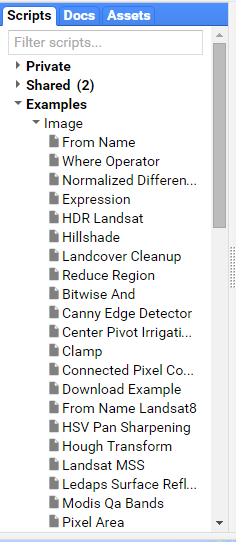 Scripts Docs Assets
Filter scripts...
Private
Shared (2)
Examples
Image
From Name
Where Operator
Normalized Differen...
Expression
HDR Landsat
Hillshade
Landcover Cleanup
Reduce Region
Bitwise And
Canny Edge Detector
Center Pivot Irrigati...
Clamp
Connected Pixel Co...
Download Example
From Name Landsat8
HSV Pan Sharpening
Hough Transform
Landsat MSS
Ledaps Surface Refl...
Modis Qa Bands
Pixel Area